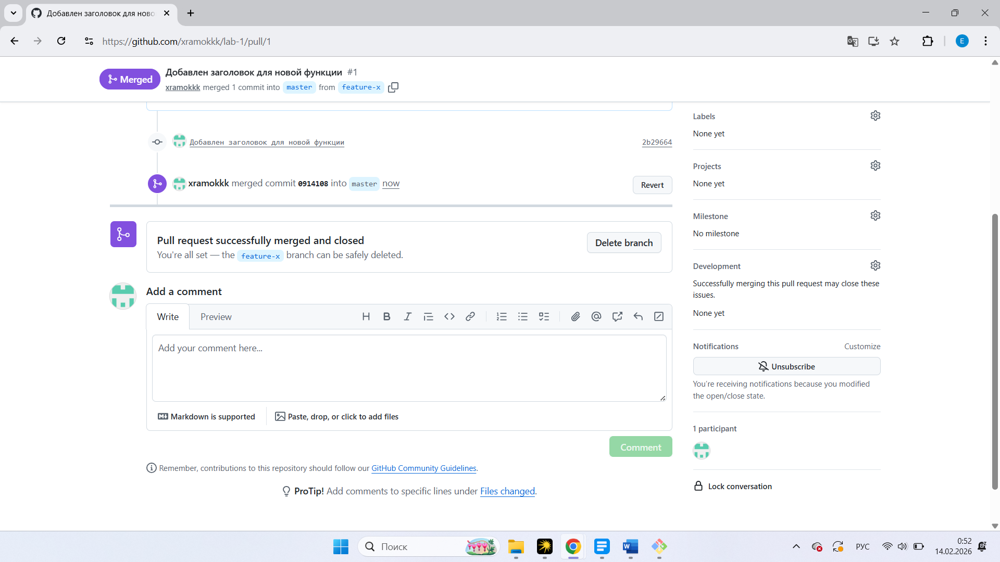 Добавлен заголовок для ново
https://github.com/xramokkk/lab-1/pull/1
E
Merged
Добавлен заголовок для новой функции #1
xramokkk merged 1 commit into master from feature-x
Добавлен заголовок для новой функции 2b29664
xramokkk merged commit 0914108 into master now
Revert
Pull request successfully merged and closed
You're all set — the feature-x branch can be safely deleted.
Delete branch
Add a comment
Write Preview
Add your comment here...
Markdown is supported
Paste, drop, or click to add files
Comment
Remember, contributions to this repository should follow our GitHub Community Guidelines.
ProTip! Add comments to specific lines under Files changed.
Labels
None yet
Projects
None yet
Milestone
No milestone
Development
Successfully merging this pull request may close these
issues.
None yet
Notifications Customize
Unsubscribe
You're receiving notifications because you modified
the open/close state.
1 participant
Lock conversation
Поиск
РУС
0:52
14.02.2026